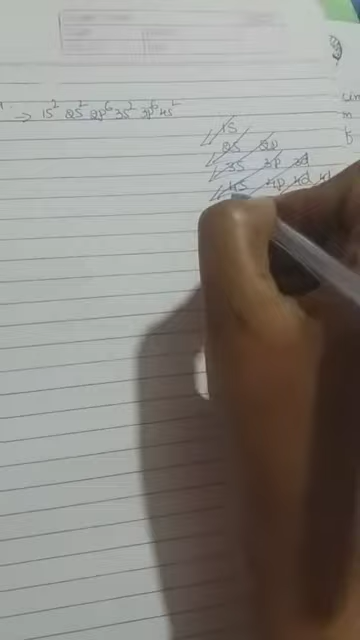 → 1s² 2s² 2p⁶ 3s² 3p⁶ 4s²
1s
2s 2p
3s 3p 3d
4s 4p 4d